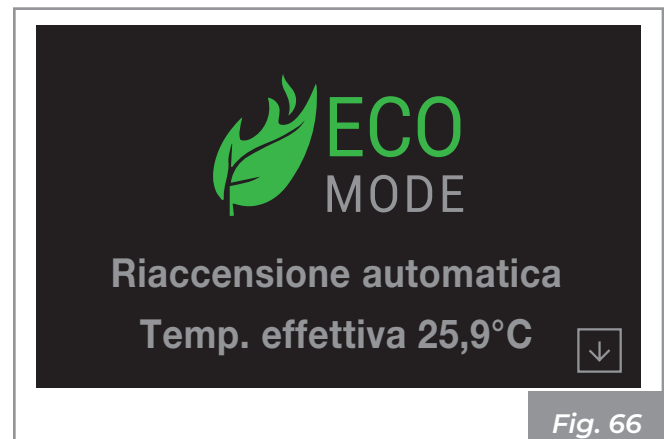 ECO
MODE
Riaccensione automatica
Temp. effettiva 25,9°C
Fig. 66